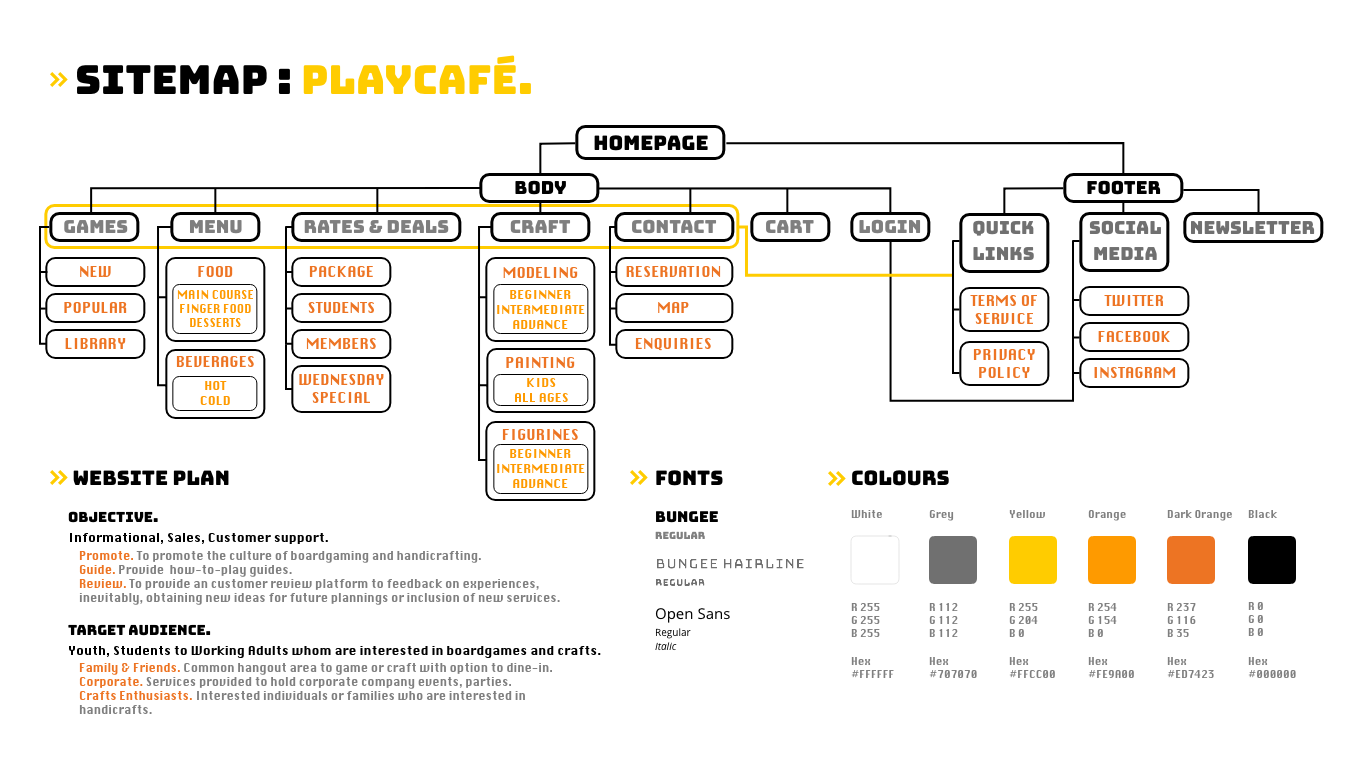 SITEMAP : PLAYCAFÉ.
HOMEPAGE
BODY
FOOTER
GAMES
NEW
POPULAR
LIBRARY
MENU
FOOD
MAIN COURSE
FINGER FOOD
DESSERTS
BEVERAGES
HOT
COLD
RATES & DEALS
PACKAGE
STUDENTS
MEMBERS
WEDNESDAY
SPECIAL
CRAFT
MODELING
BEGINNER
INTERMEDIATE
ADVANCE
PAINTING
KIDS
ALL AGES
FIGURINES
BEGINNER
INTERMEDIATE
ADVANCE
CONTACT
RESERVATION
MAP
ENQUIRIES
CART
LOGIN
QUICK
LINKS
TERMS OF
SERVICE
PRIVACY
POLICY
SOCIAL
MEDIA
TWITTER
FACEBOOK
INSTAGRAM
NEWSLETTER
WEBSITE PLAN
OBJECTIVE.
Informational, Sales, Customer support.
Promote. To promote the culture of boardgaming and handicrafting.
Guide. Provide how-to-play guides.
Review. To provide an customer review platform to feedback on experiences,
inevitably, obtaining new ideas for future plannings or inclusion of new services.
TARGET AUDIENCE.
Youth, Students to Working Adults whom are interested in boardgames and crafts.
Family & Friends. Common hangout area to game or craft with option to dine-in.
Corporate. Services provided to hold corporate company events, parties.
Crafts Enthusiasts. Interested individuals or families who are interested in
handicrafts.
FONTS
BUNGEE
REGULAR
BUNGEE HAIRLINE
REGULAR
Open Sans
Regular
Italic
COLOURS
White
R 255
G 255
B 255
Hex
#FFFFFF
Grey
R 112
G 112
B 112
Hex
#707070
Yellow
R 255
G 204
B 0
Hex
#FFCC00
Orange
R 254
G 154
B 0
Hex
#FE9A00
Dark Orange
R 237
G 116
B 35
Hex
#ED7423
Black
R 0
G 0
B 0
Hex
#000000